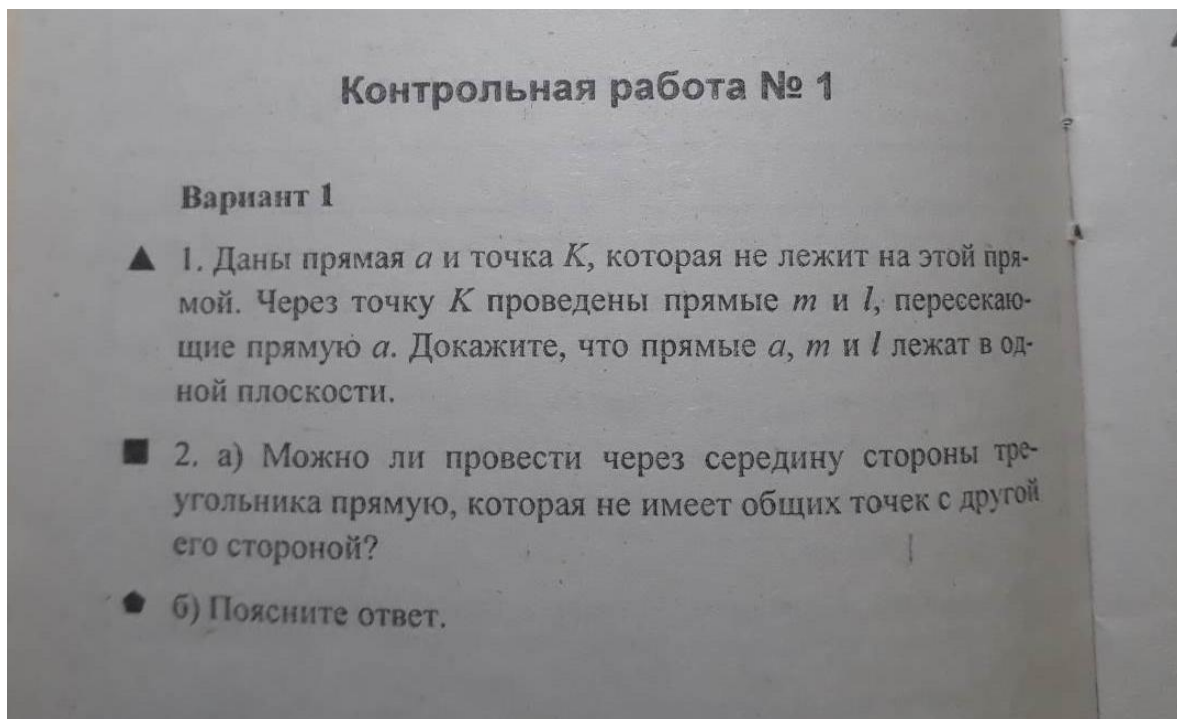 Контрольная работа № 1
Вариант 1
▲ 1. Даны прямая a и точка K, которая не лежит на этой пря-
мой. Через точку K проведены прямые m и l, пересекаю-
щие прямую a. Докажите, что прямые a, m и l лежат в од-
ной плоскости.
■ 2. а) Можно ли провести через середину стороны тре-
угольника прямую, которая не имеет общих точек с другой
его стороной?
⬟ б) Поясните ответ.